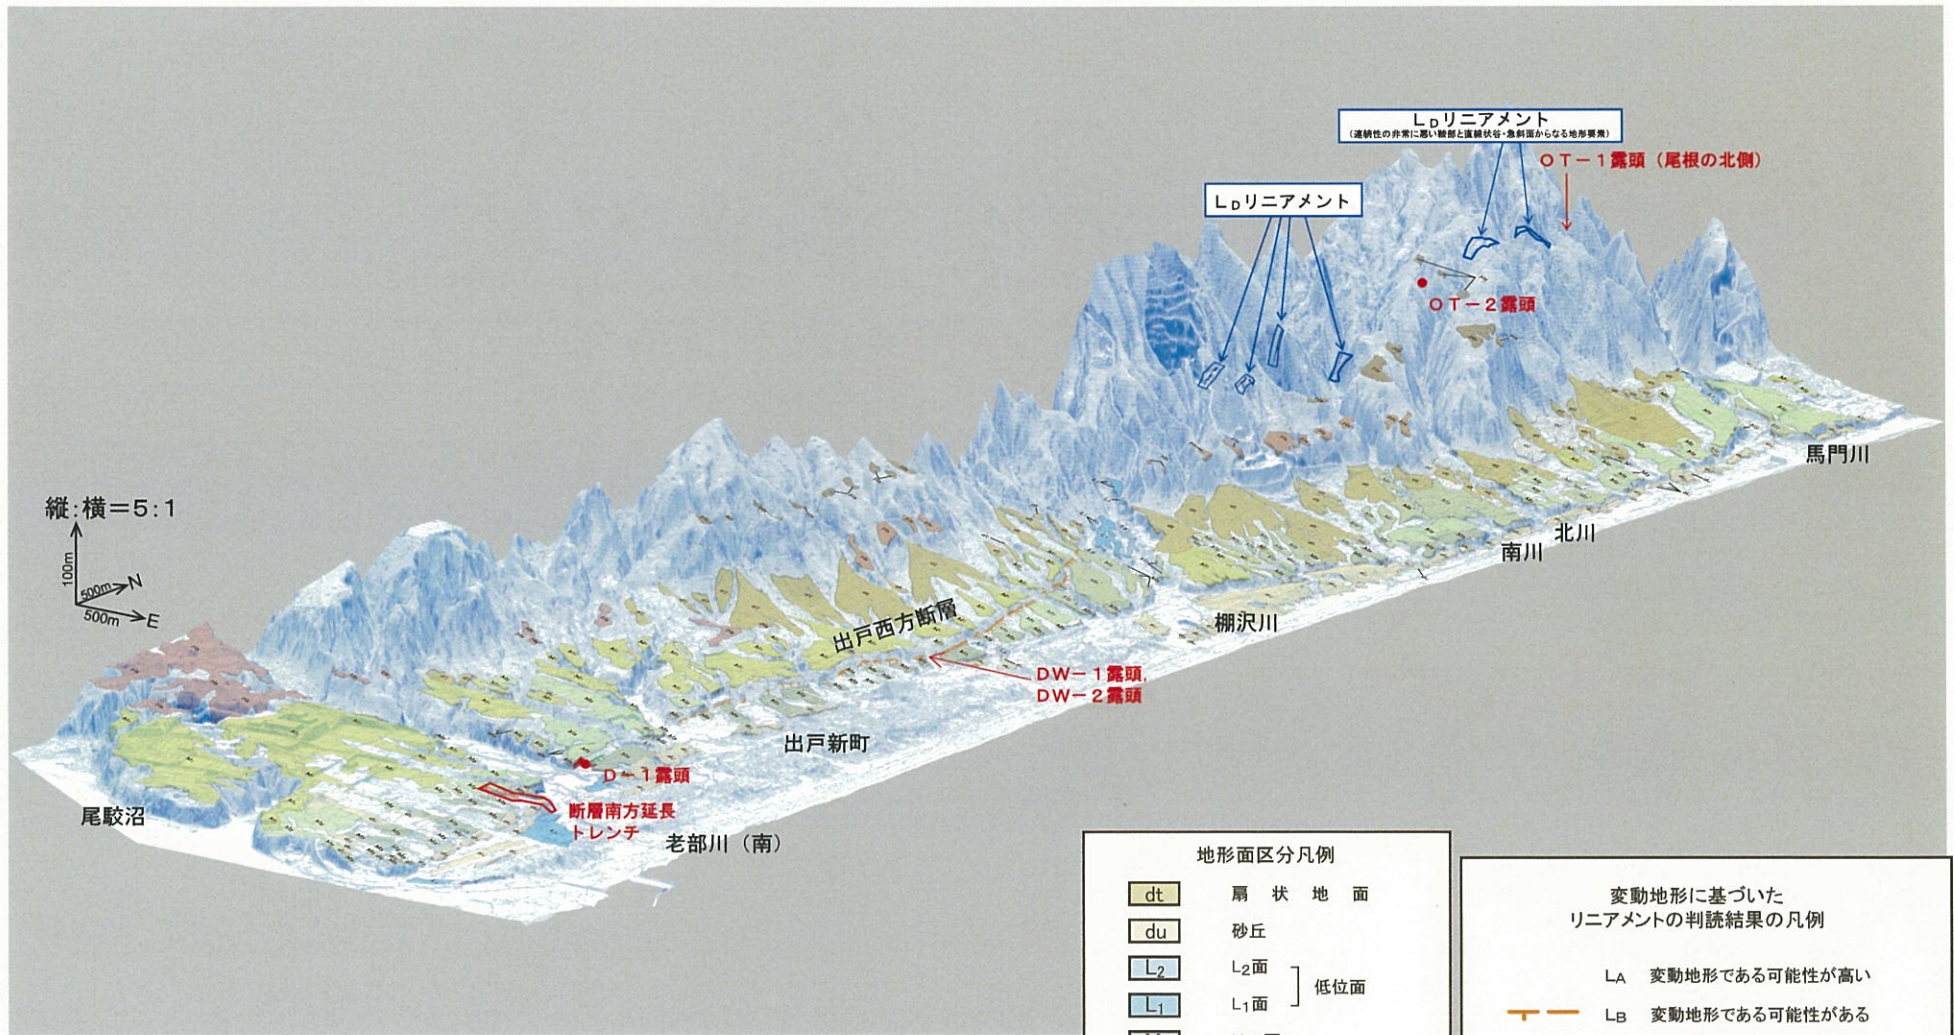 LDリニアメント
(連続性の非常に悪い鞍部と直線状谷・急斜面からなる地形要素)
OT-1露頭(尾根の北側)
LDリニアメント
OT-2露頭
馬門川
北川
南川
縦:横=5:1
100m
500m N
500m E
棚沢川
出戸西方断層
DW-1露頭,
DW-2露頭
出戸新町
D-1露頭
断層南方延長
トレンチ
尾駮沼
老部川(南)
地形面区分凡例
dt 扇状地面
du 砂丘
L2 L2面
低位面
L1 L1面
変動地形に基づいた
リニアメントの判読結果の凡例
LA 変動地形である可能性が高い
LB 変動地形である可能性がある